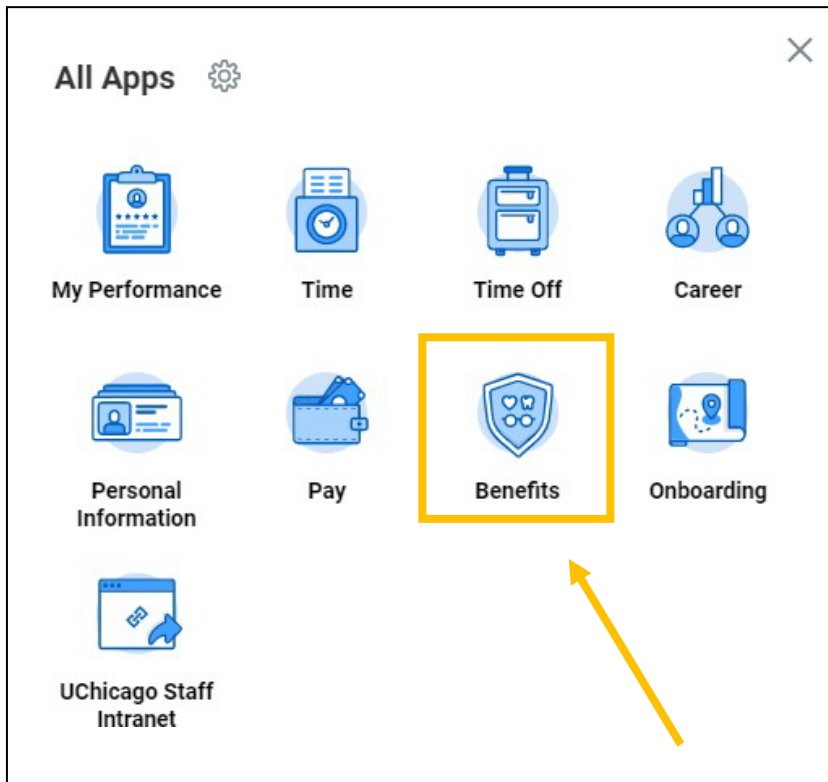 All Apps
My Performance
Time
Time Off
Career
Personal
Information
Pay
Benefits
Onboarding
UChicago Staff
Intranet